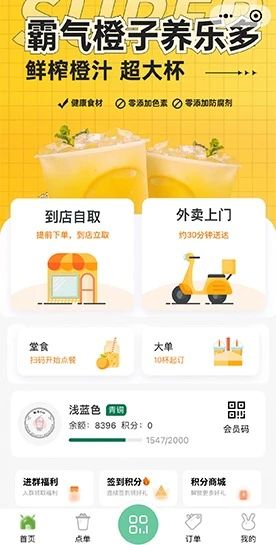 SUPER
霸气橙子养乐多
鲜榨橙汁 超大杯
健康食材 零添加色素 零添加防腐剂
到店自取
提前下单,到店立取
外卖上门
约30分钟送达
堂食
扫码开始点餐
大单
10杯起订
浅蓝色 青铜
余额:8396 积分:0
1547/2000
会员码
进群福利
入群领取福利
签到积分
连续签到领好礼
积分商城
解锁更多好礼
首页
点单
订单
我的